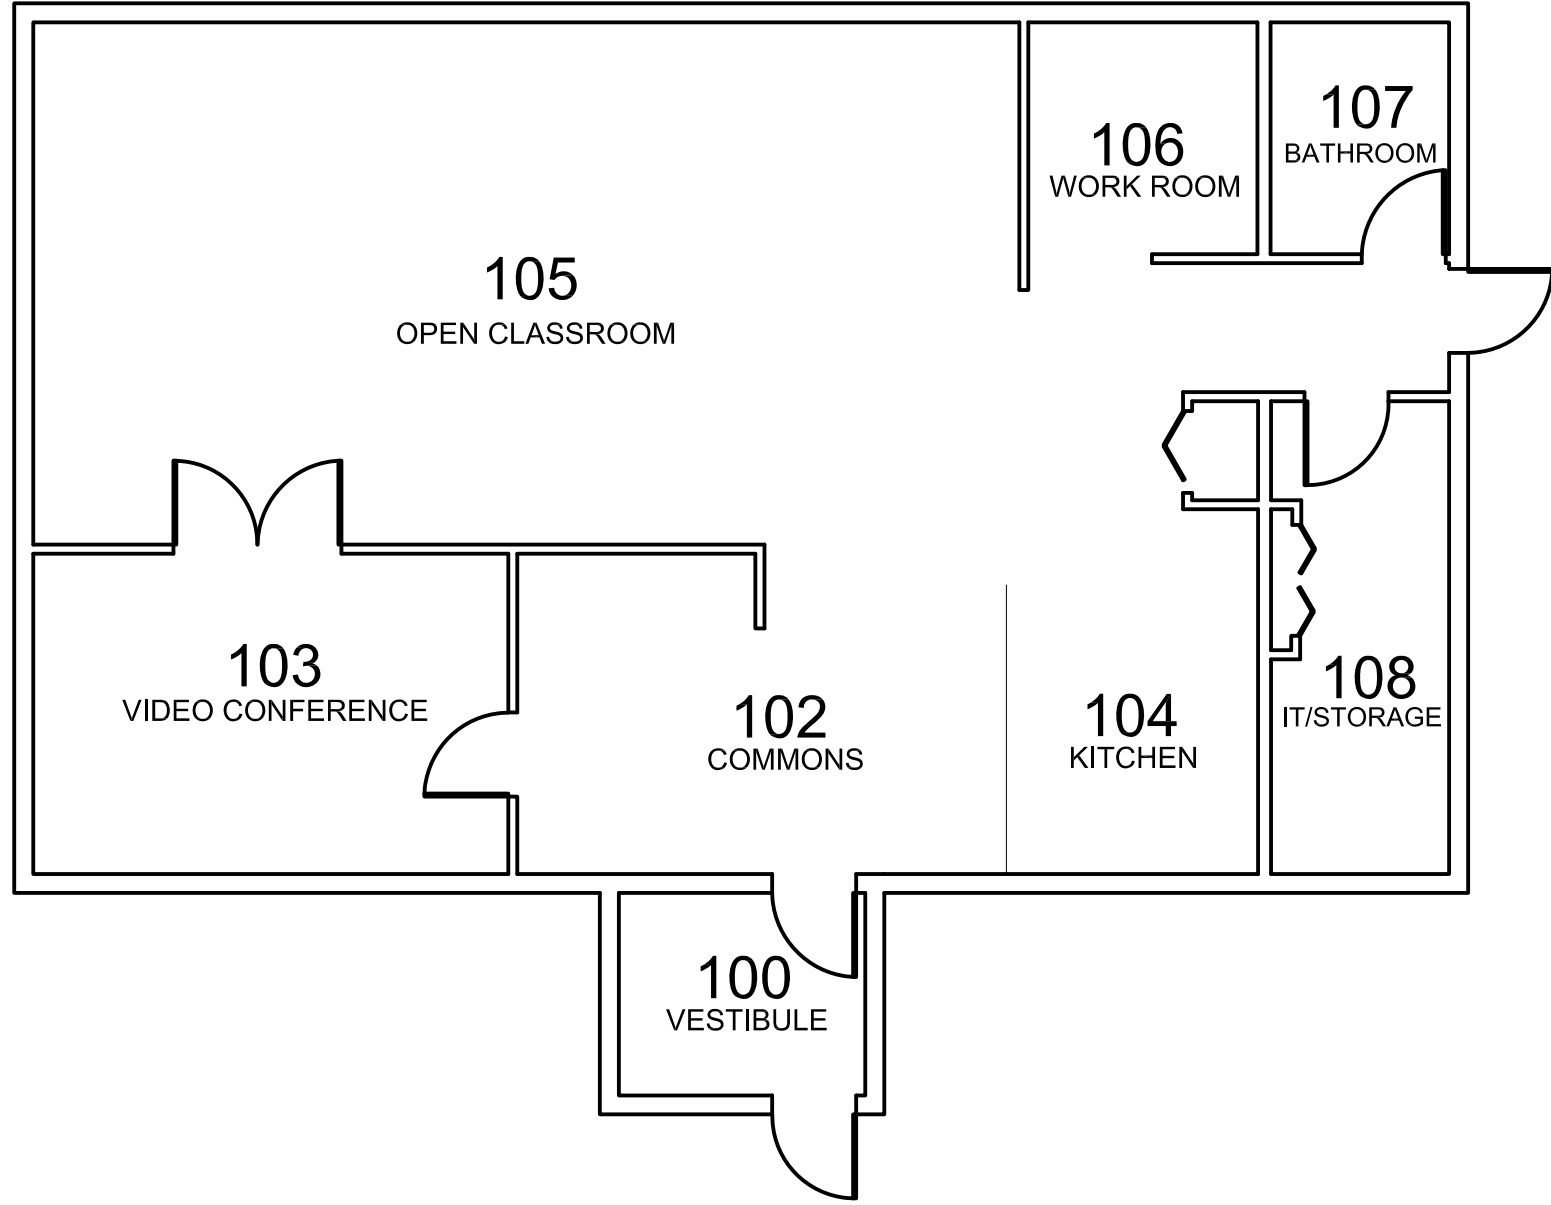 107
BATHROOM
106
WORK ROOM
105
OPEN CLASSROOM
103
VIDEO CONFERENCE
102
COMMONS
104
KITCHEN
108
IT/STORAGE
100
VESTIBULE